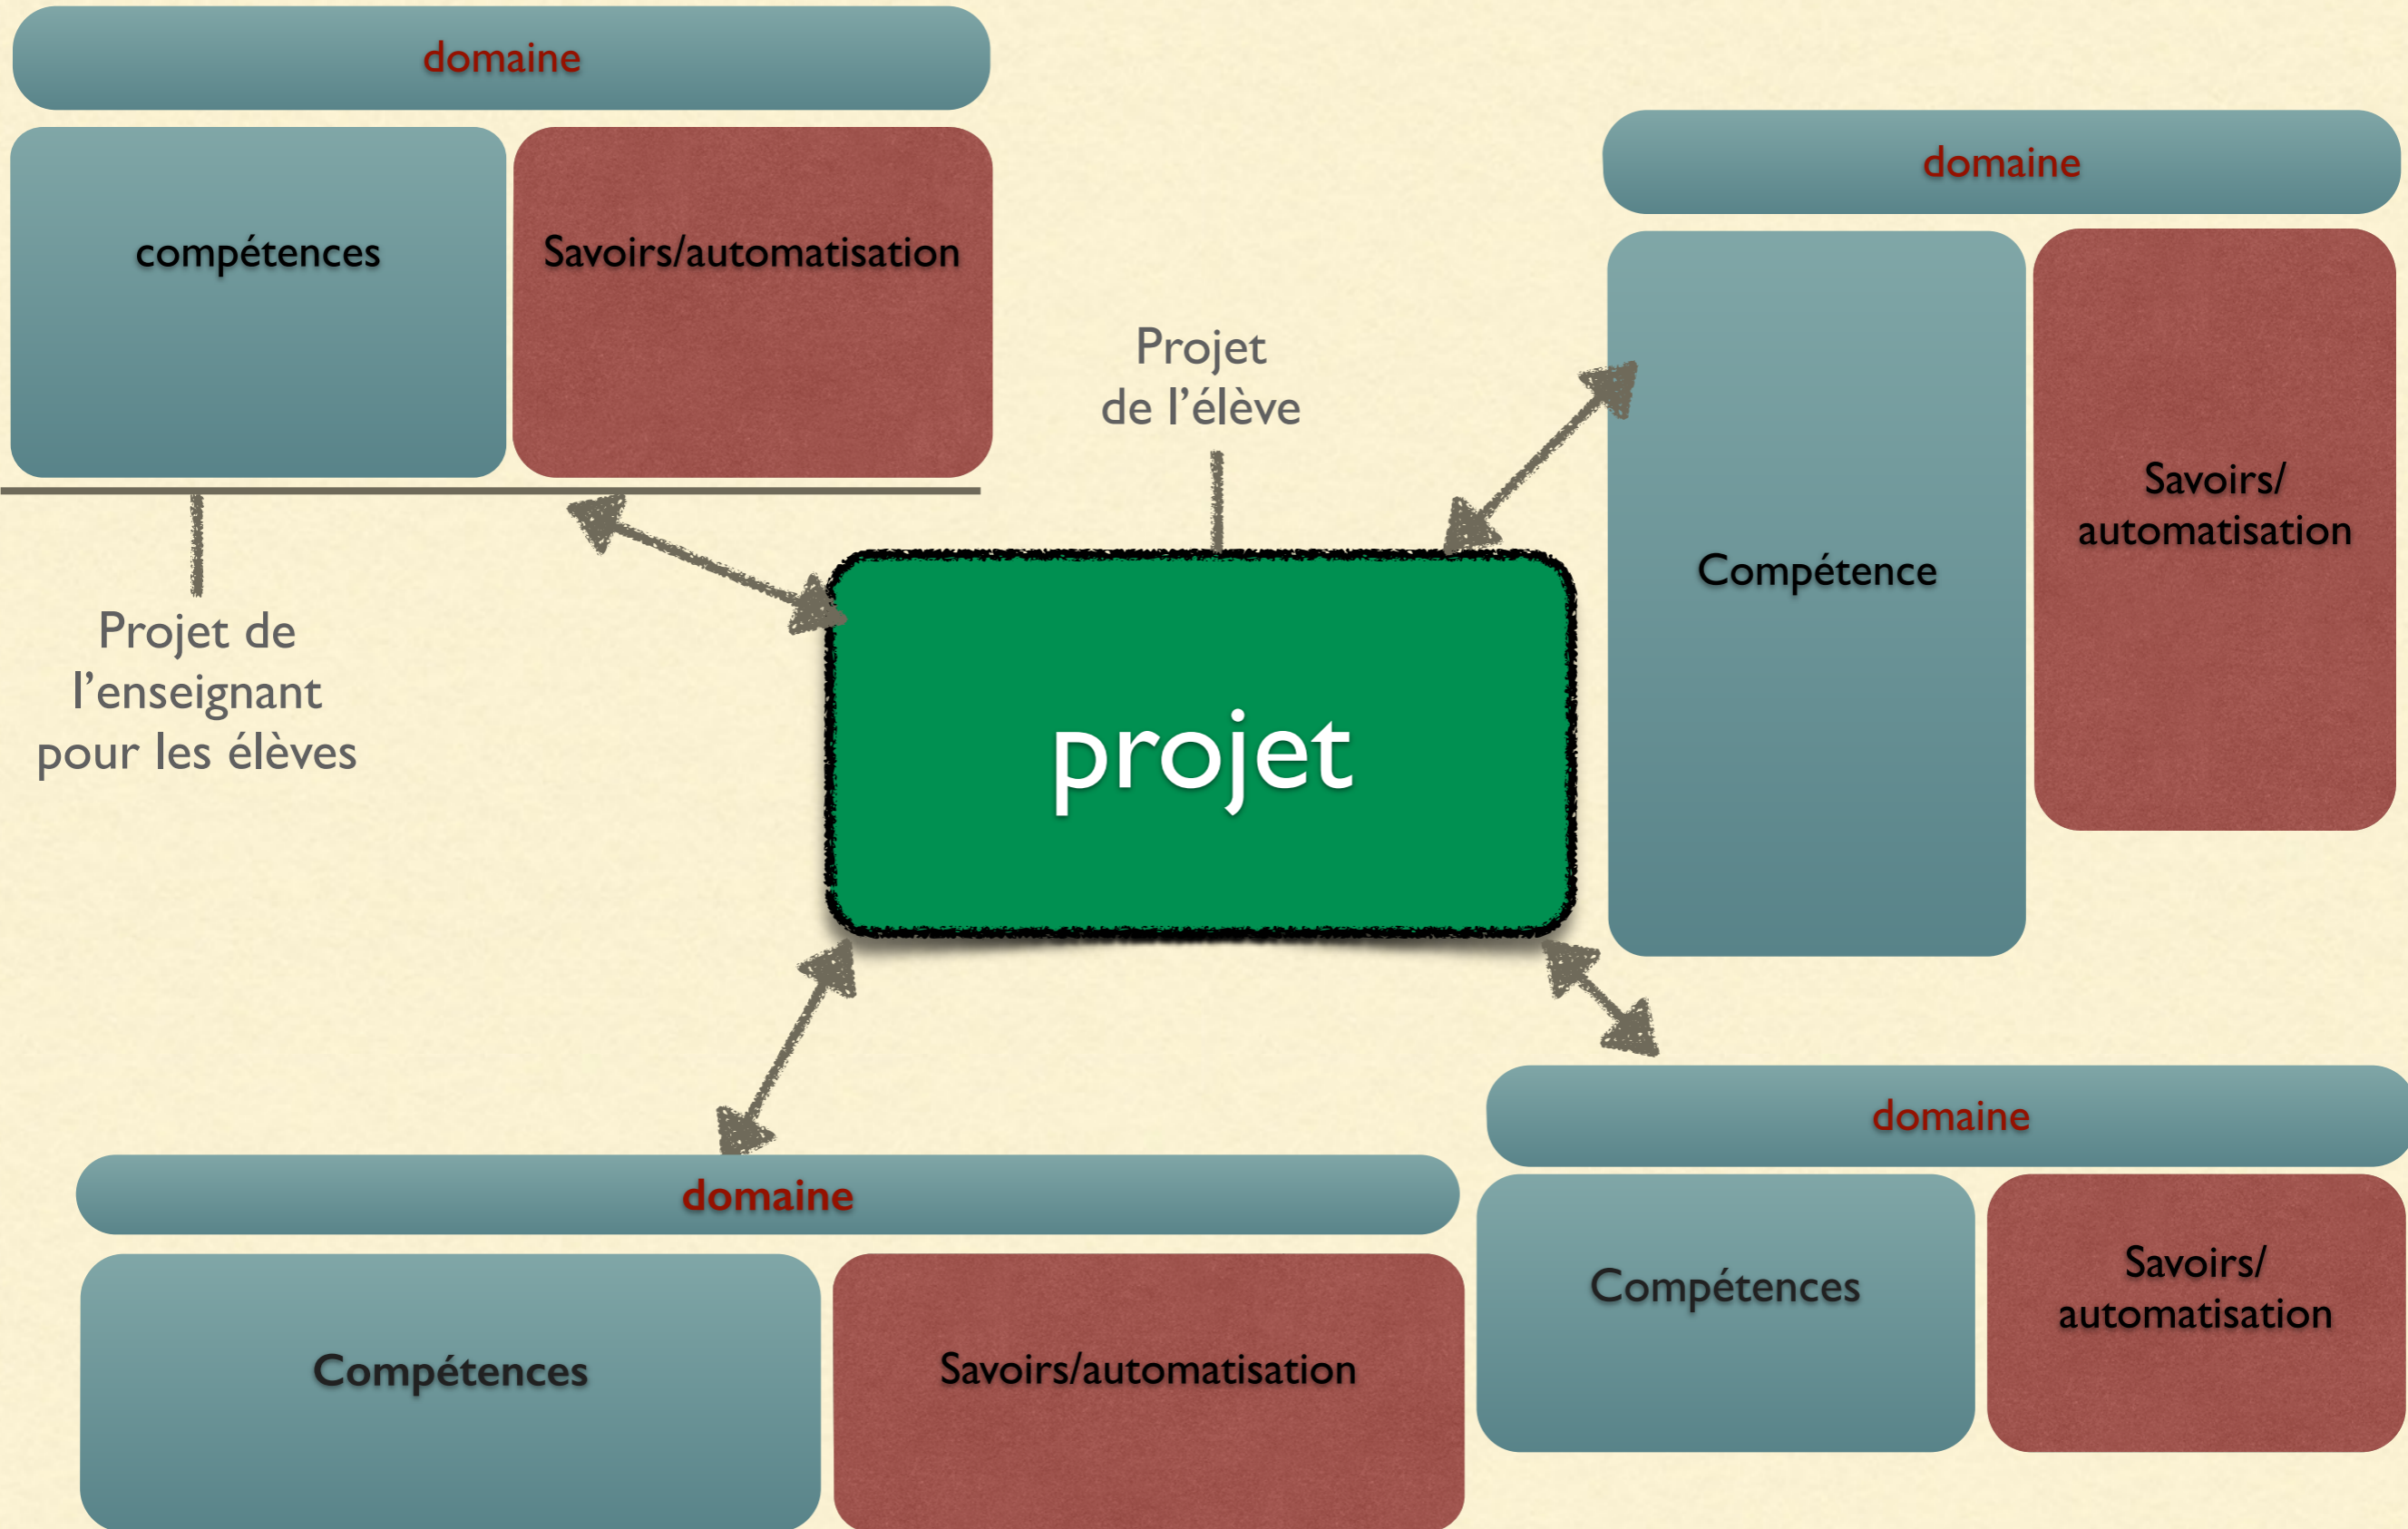 domaine
compétences
Savoirs/automatisation
Projet de
l’enseignant
pour les élèves
Projet
de l’élève
projet
domaine
Compétence
Savoirs/
automatisation
domaine
Compétences
Savoirs/automatisation
domaine
Compétences
Savoirs/
automatisation